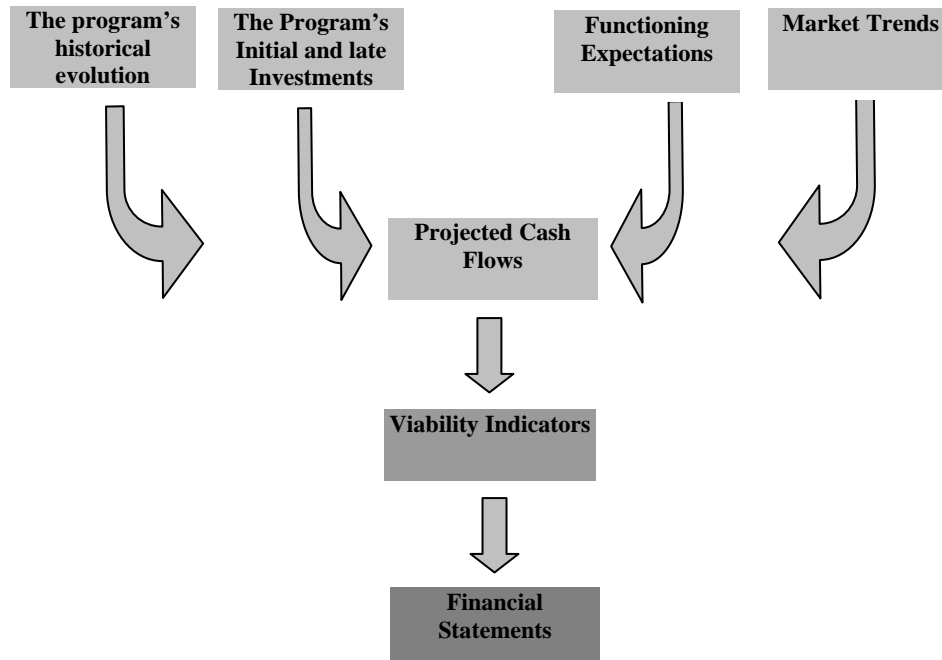 The program’s
historical
evolution
The Program’s
Initial and late
Investments
Functioning
Expectations
Market Trends
Projected Cash
Flows
Viability Indicators
Financial
Statements